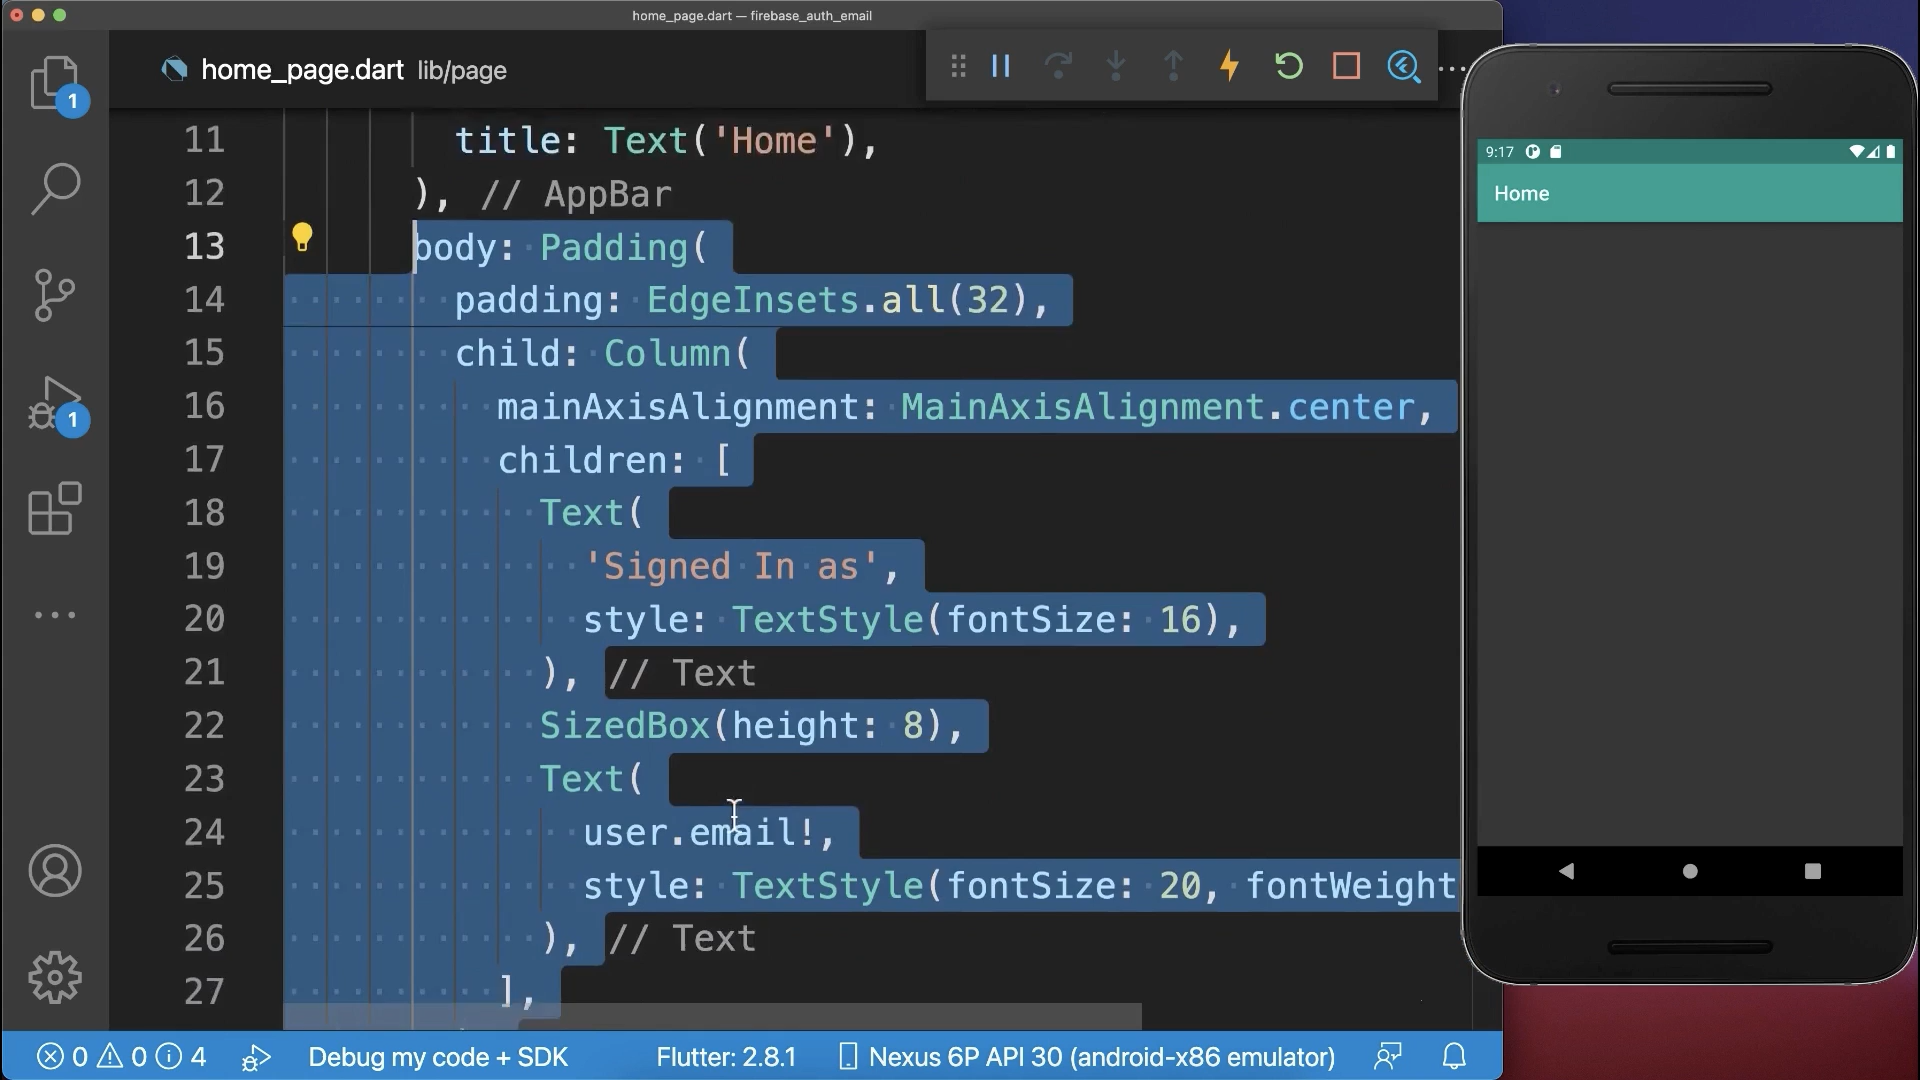 home_page.dart — firebase_auth_email
home_page.dart lib/page
11 title: Text('Home'),
12 ), // AppBar
13 body: Padding(
14 padding: EdgeInsets.all(32),
15 child: Column(
16 mainAxisAlignment: MainAxisAlignment.center,
17 children: [
18 Text(
19 'Signed In as',
20 style: TextStyle(fontSize: 16),
21 ), // Text
22 SizedBox(height: 8),
23 Text(
24 user.email!,
25 style: TextStyle(fontSize: 20, fontWeight
26 ), // Text
27 ],
1
1
0 0 4 Debug my code + SDK Flutter: 2.8.1 Nexus 6P API 30 (android-x86 emulator)
9:17
Home